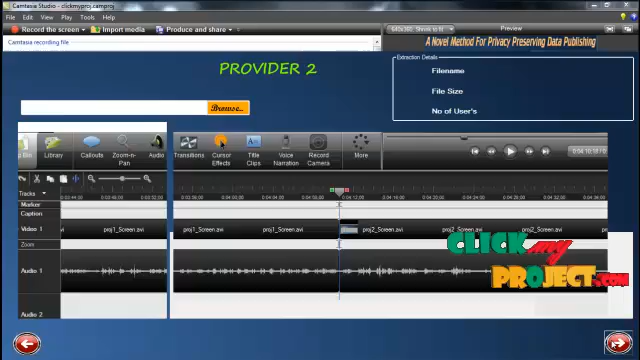 Camtasia Studio - clickmyproj.camproj
File Edit View Play Tools Help
Record the screen Import media Produce and share
640x360, Shrink to fit Preview
Camtasia recording file
A Novel Method For Privacy Preserving Data Publishing
PROVIDER 2
Extraction Details
Filename
File Size
No of User's
Browse...
Library Callouts Zoom-n-Pan Audio
Transitions Cursor Effects Title Clips Voice Narration Record Camera More
Tracks
Marker
Caption
Video 1 proj1_Screen.avi proj1_Screen.avi proj1_Screen.avi proj2_Screen.avi proj2_Screen.avi proj2_Screen.avi
Zoom
CLICK my PROJECT.COM
Audio 1
Audio 2